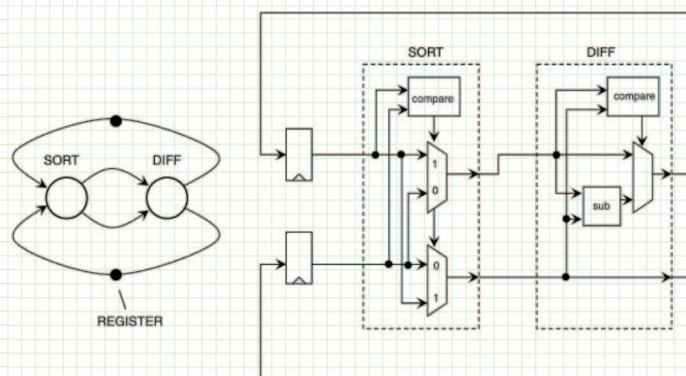 SORT
DIFF
REGISTER
SORT
compare
1
0
0
1
DIFF
compare
sub